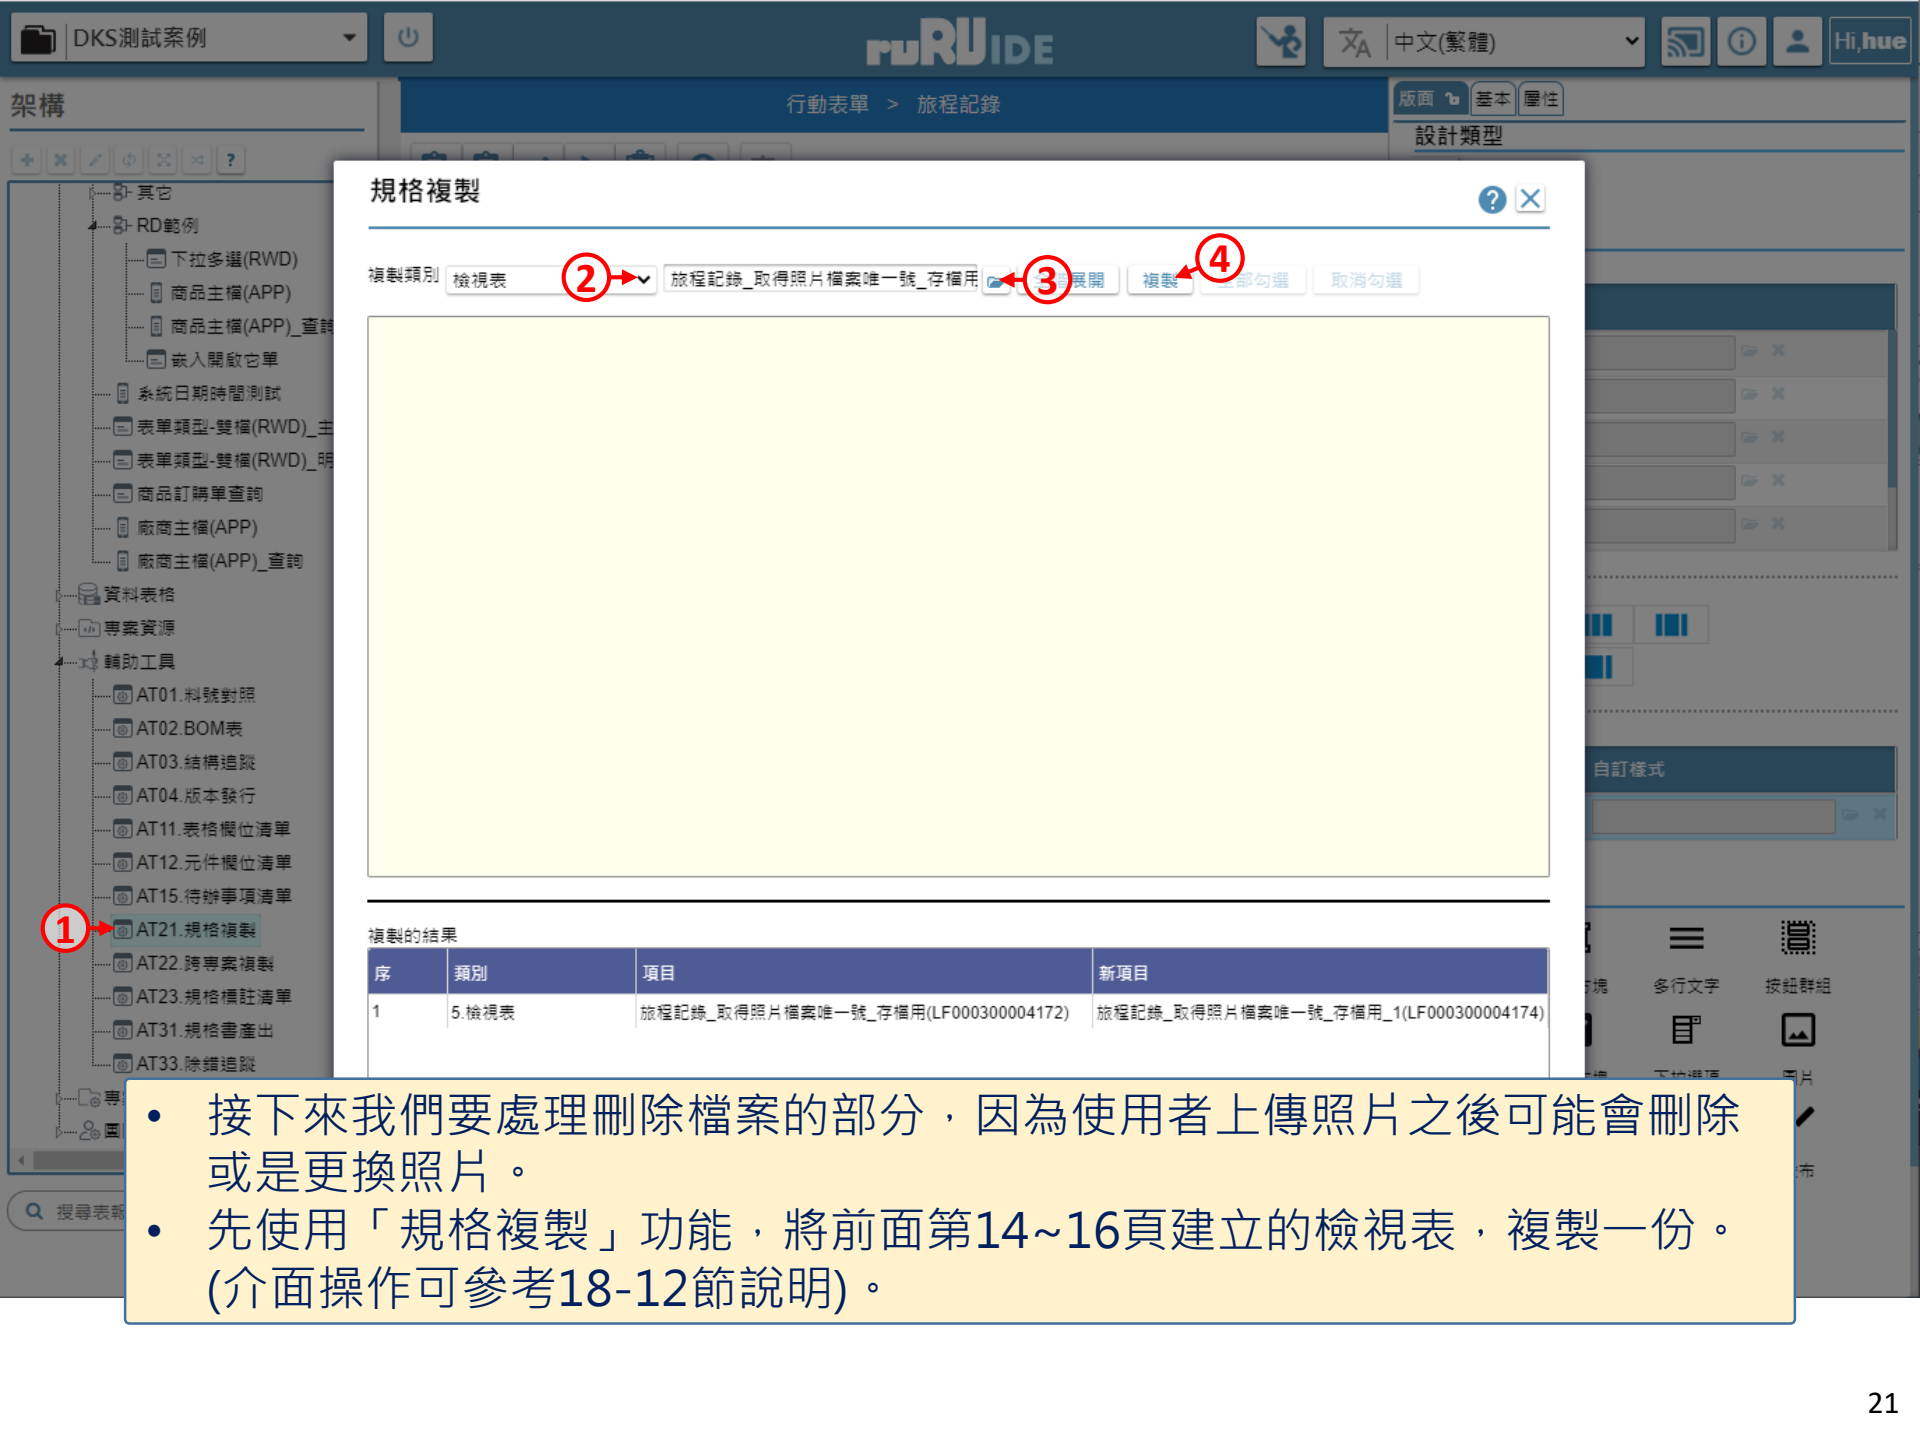 DKS測試案例
ruRUIDE
中文(繁體)
Hi,hue
架構
行動表單 > 旅程記錄
版面
基本
屬性
設計類型
其它
RD範例
下拉多選(RWD)
商品主檔(APP)
商品主檔(APP)_查詢
嵌入開啟它單
系統日期時間測試
表單類型-雙檔(RWD)_主
表單類型-雙檔(RWD)_明
商品訂購單查詢
廠商主檔(APP)
廠商主檔(APP)_查詢
資料表格
專案資源
輔助工具
AT01.料號對照
AT02.BOM表
AT03.結構追蹤
AT04.版本發行
AT11.表格欄位清單
AT12.元件欄位清單
AT15.待辦事項清單
① AT21.規格複製
AT22.跨專案複製
AT23.規格標註清單
AT31.規格書產出
AT33.除錯追蹤
規格複製
複製類別 檢視表 ② 旅程記錄_取得照片檔案唯一號_存檔用 ③ 展開 複製 ④ 部勾選 取消勾選
自訂樣式
多行文字
按鈕群組
圖片
布
複製的結果
序 類別 項目 新項目
1 5.檢視表 旅程記錄_取得照片檔案唯一號_存檔用(LF000300004172) 旅程記錄_取得照片檔案唯一號_存檔用_1(LF000300004174)
搜尋表
• 接下來我們要處理刪除檔案的部分，因為使用者上傳照片之後可能會刪除
或是更換照片。
• 先使用「規格複製」功能，將前面第14~16頁建立的檢視表，複製一份。
(介面操作可參考18-12節說明)。
21